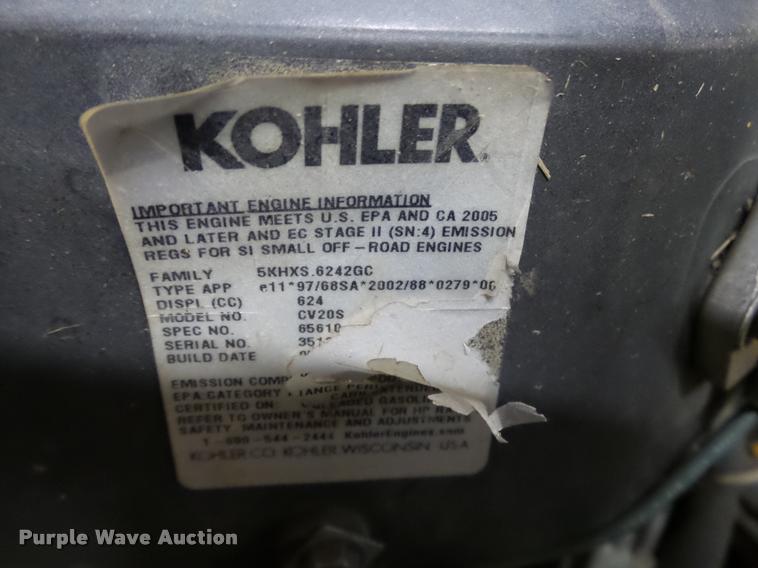 KOHLER
IMPORTANT ENGINE INFORMATION
THIS ENGINE MEETS U.S. EPA AND CA 2005
AND LATER AND EC STAGE II (SN:4) EMISSION
REGS FOR SI SMALL OFF-ROAD ENGINES
FAMILY 5KHXS.6242GC
TYPE APP e11*97/68SA*2002/88*0279*0
DISPL (CC) 624
MODEL NO. CV20S
SPEC NO. 65610
SERIAL NO. 351
BUILD DATE
EMISSION
EPA CATEGORY
CERTIFIED ON: GASOLI
REFER TO OWNER'S MANUAL FOR HP
SAFETY, MAINTENANCE AND ADJUSTMENTS
1-800-544-2444 KohlerEngines.com
KOHLER CO. KOHLER WISCONSIN USA
Purple Wave Auction